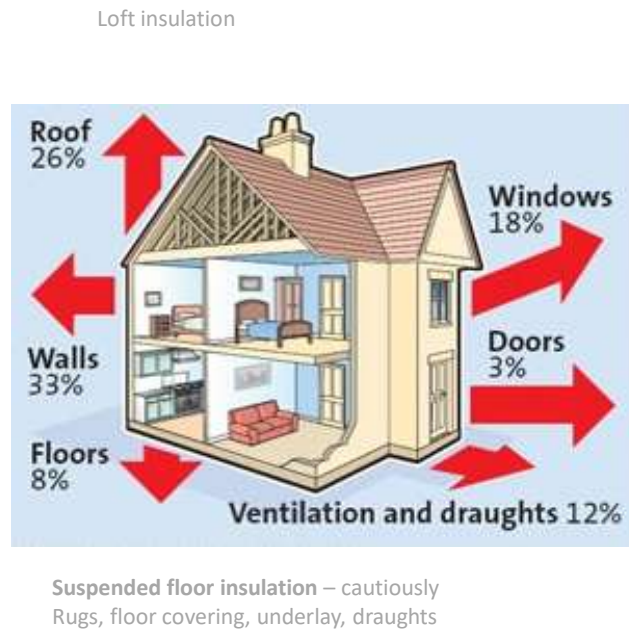 Loft insulation
Roof
26%
Windows
18%
Walls
33%
Doors
3%
Floors
8%
Ventilation and draughts 12%
Suspended floor insulation – cautiously
Rugs, floor covering, underlay, draughts